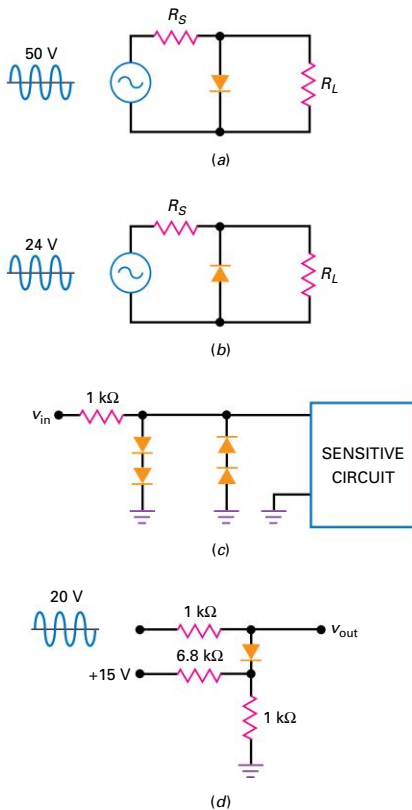 R_S
50 V
R_L
(a)
R_S
24 V
R_L
(b)
1 kΩ
v_in
SENSITIVE
CIRCUIT
(c)
20 V
1 kΩ
v_out
6.8 kΩ
+15 V
1 kΩ
(d)